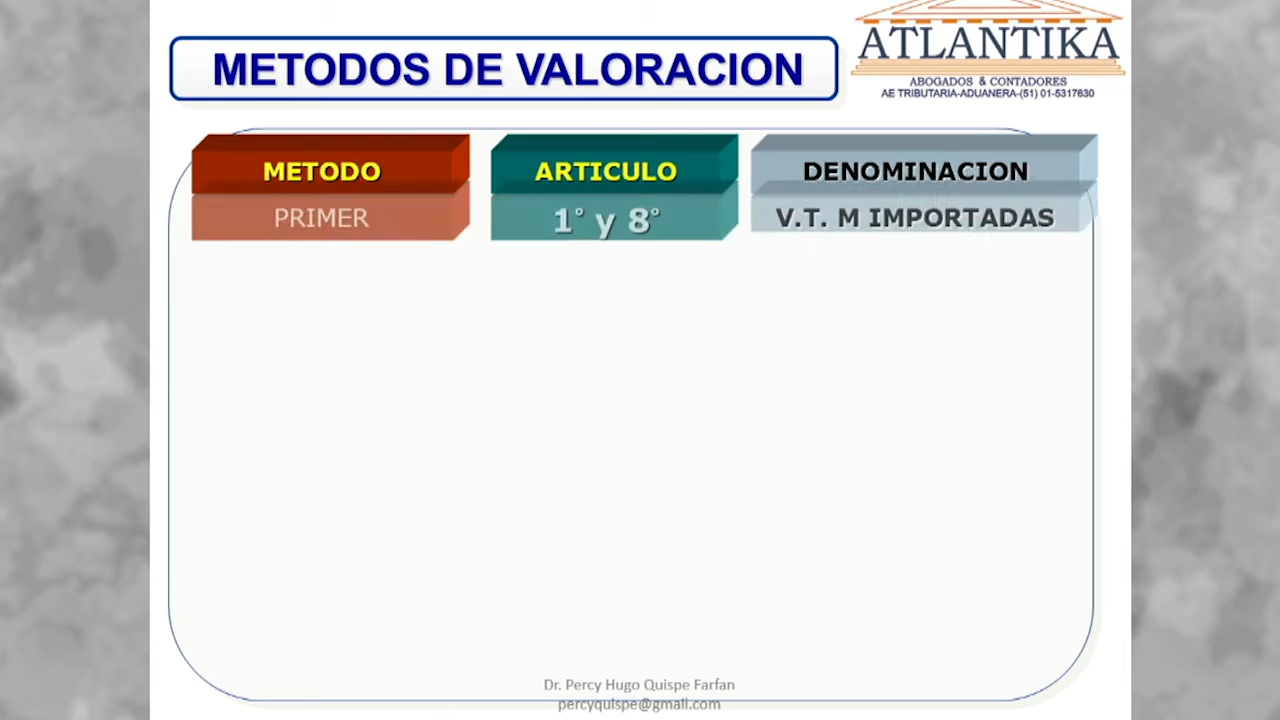 METODOS DE VALORACION
ATLANTIKA
ABOGADOS & CONTADORES
AE TRIBUTARIA-ADUANERA-(51) 01-5317630
METODO ARTICULO DENOMINACION
PRIMER 1° y 8° V.T. M IMPORTADAS
Dr. Percy Hugo Quispe Farfan
percyquispe@gmail.com